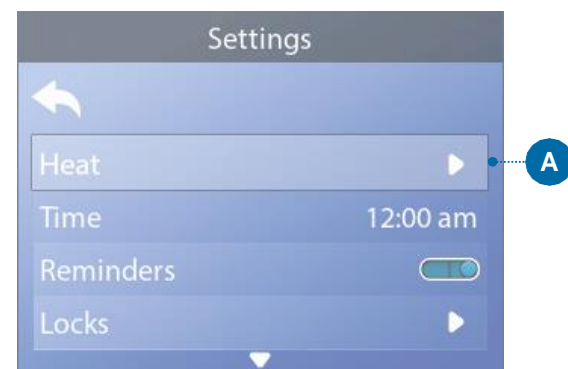 Settings
Heat
A
Time 12:00 am
Reminders
Locks